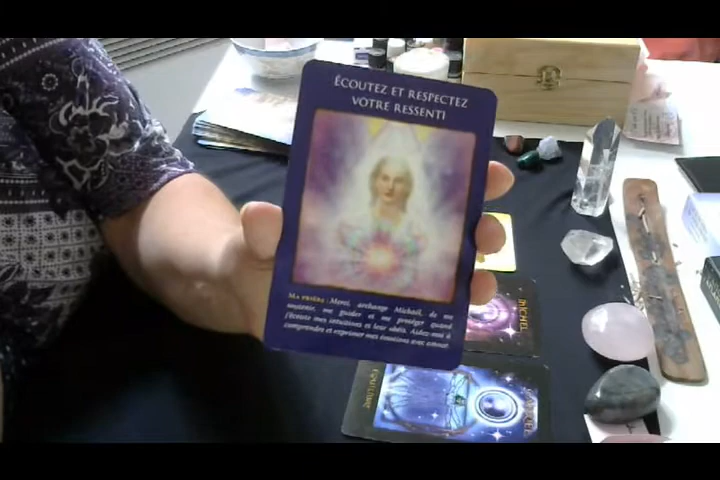 ÉCOUTEZ ET RESPECTEZ
VOTRE RESSENTI
MA PRIÈRE : Merci, archange Michaël, de me
soutenir, me guider et me protéger quand
j'écoute mes intuitions et leur obéis. Aidez-moi à
comprendre et exprimer mes émotions avec amour.